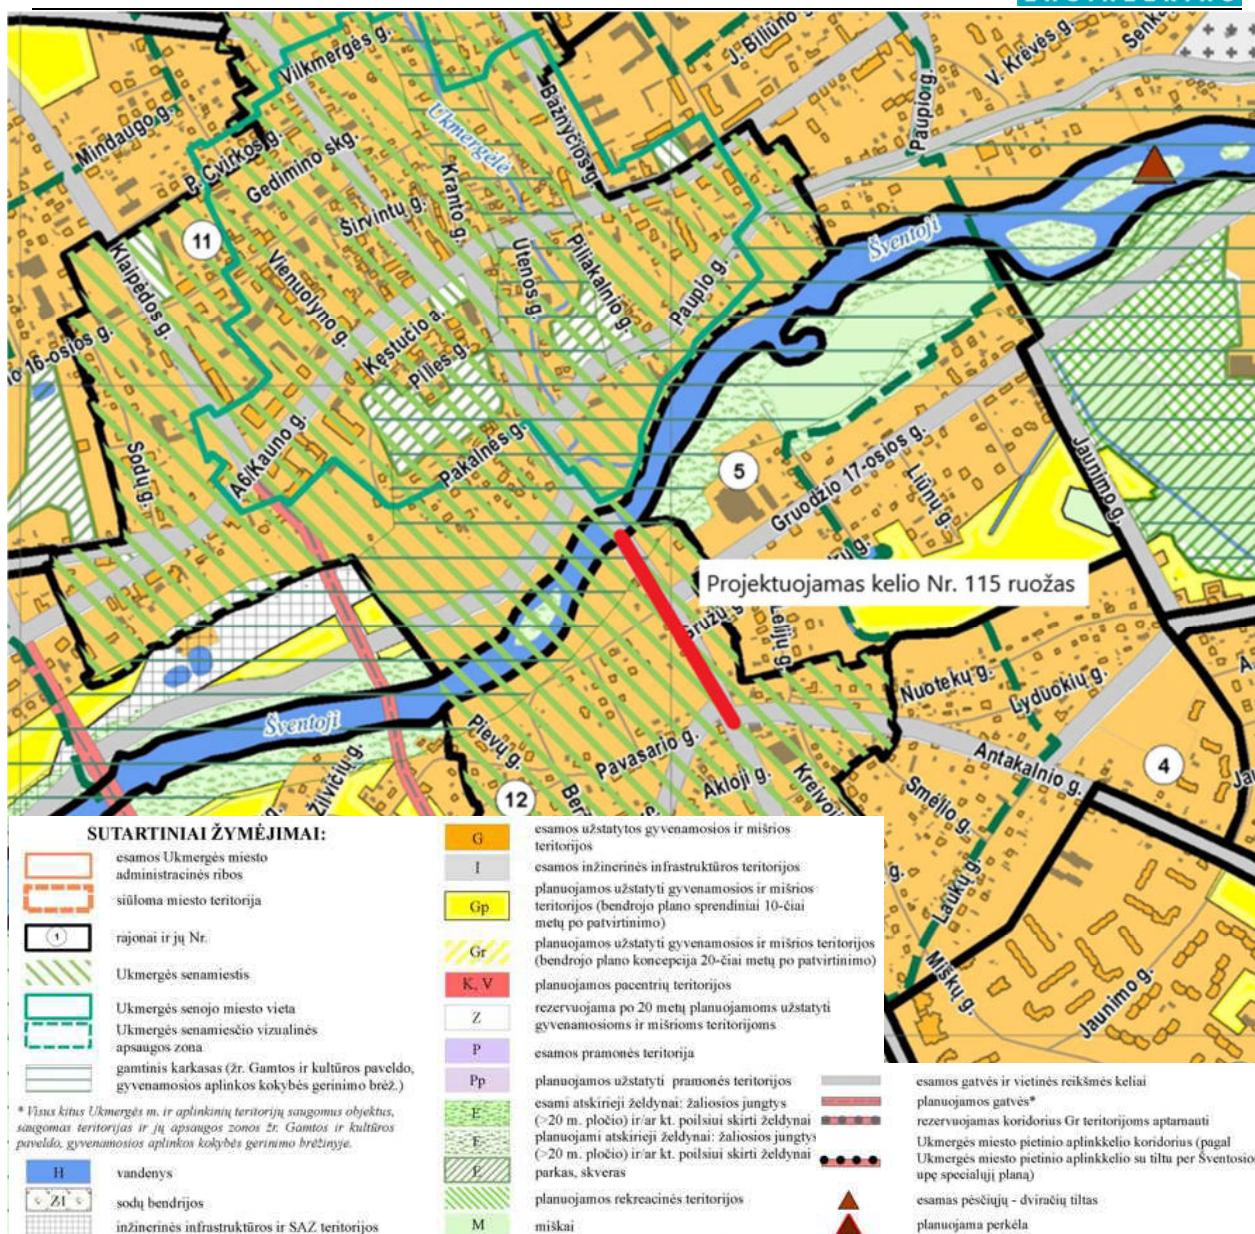 Vilkmergės g.
Ukmergėlė
Bažnyčios g.
J. Biliūno g.
V. Krėvės g.
Paupio g.
Mindaugo g.
P. Cvirkos g.
Gedimino skg.
Širvintų g.
Kranto g.
Utenos g.
Piliakalnio g.
Paupio g.
Šventoji
11
Klaipėdos g.
Vienuolyno g.
Kęstučio a.
Pilies g.
16-osios g.
Sodų g.
A6/Kauno g.
Pakalnės g.
5
Gruodžio 17-osios g.
Liūnų g.
Jaunimo g.
Projektuojamas kelio Nr. 115 ruožas
Gružų g.
Lelijų g.
Nuotekų g.
Lyduokių g.
Šventoji
Plevų g.
Pavasario g.
Akloji g.
Antakalnio g.
4
Žilvičių g.
12
Smėlio g.
Laukų g.
Miškų g.
Jaunimo g.
SUTARTINIAI ŽYMĖJIMAI:
esamos Ukmergės miesto
administracinės ribos
siūloma miesto teritorija
1
rajonai ir jų Nr.
Ukmergės senamiestis
Ukmergės senojo miesto vieta
Ukmergės senamiesčio vizualinės
apsaugos zona
gamtinis karkasas (žr. Gamtos ir kultūros paveldo,
gyvenamosios aplinkos kokybės gerinimo brėž.)
* Visus kitus Ukmergės m. ir aplinkinių teritorijų saugomus objektus,
saugomas teritorijas ir jų apsaugos zonos žr. Gamtos ir kultūros
paveldo, gyvenamosios aplinkos kokybės gerinimo brėžinyje.
H vandenys
ZI sodų bendrijos
inžinerinės infrastruktūros ir SAZ teritorijos
G esamos užstatytos gyvenamosios ir mišrios
teritorijos
I esamos inžinerinės infrastruktūros teritorijos
Gp planuojamos užstatyti gyvenamosios ir mišrios
teritorijos (bendrojo plano sprendiniai 10-čiai
metų po patvirtinimo)
Gr planuojamos užstatyti gyvenamosios ir mišrios teritorijos
(bendrojo plano koncepcija 20-čiai metų po patvirtinimo)
K, V planuojamos pacentrių teritorijos
Z rezervuojama po 20 metų planuojamoms užstatyti
gyvenamosioms ir mišrioms teritorijoms
P esamos pramonės teritorija
Pp planuojamos užstatyti pramonės teritorijos
E esami atskirieji želdynai: žaliosios jungtys
(>20 m. pločio) ir/ar kt. poilsiui skirti želdynai
E planuojami atskirieji želdynai: žaliosios jungtys
(>20 m. pločio) ir/ar kt. poilsiui skirti želdynai
E parkas, skveras
planuojamos rekreacinės teritorijos
M miškai
esamos gatvės ir vietinės reikšmės keliai
planuojamos gatvės*
rezervuojamas koridorius Gr teritorijoms aptarnauti
Ukmergės miesto pietinio aplinkkelio koridorius (pagal
Ukmergės miesto pietinio aplinkkelio su tiltu per Šventosios
upę specialųjį planą)
esamas pėsčiųjų - dviračių tiltas
planuojama perkėla